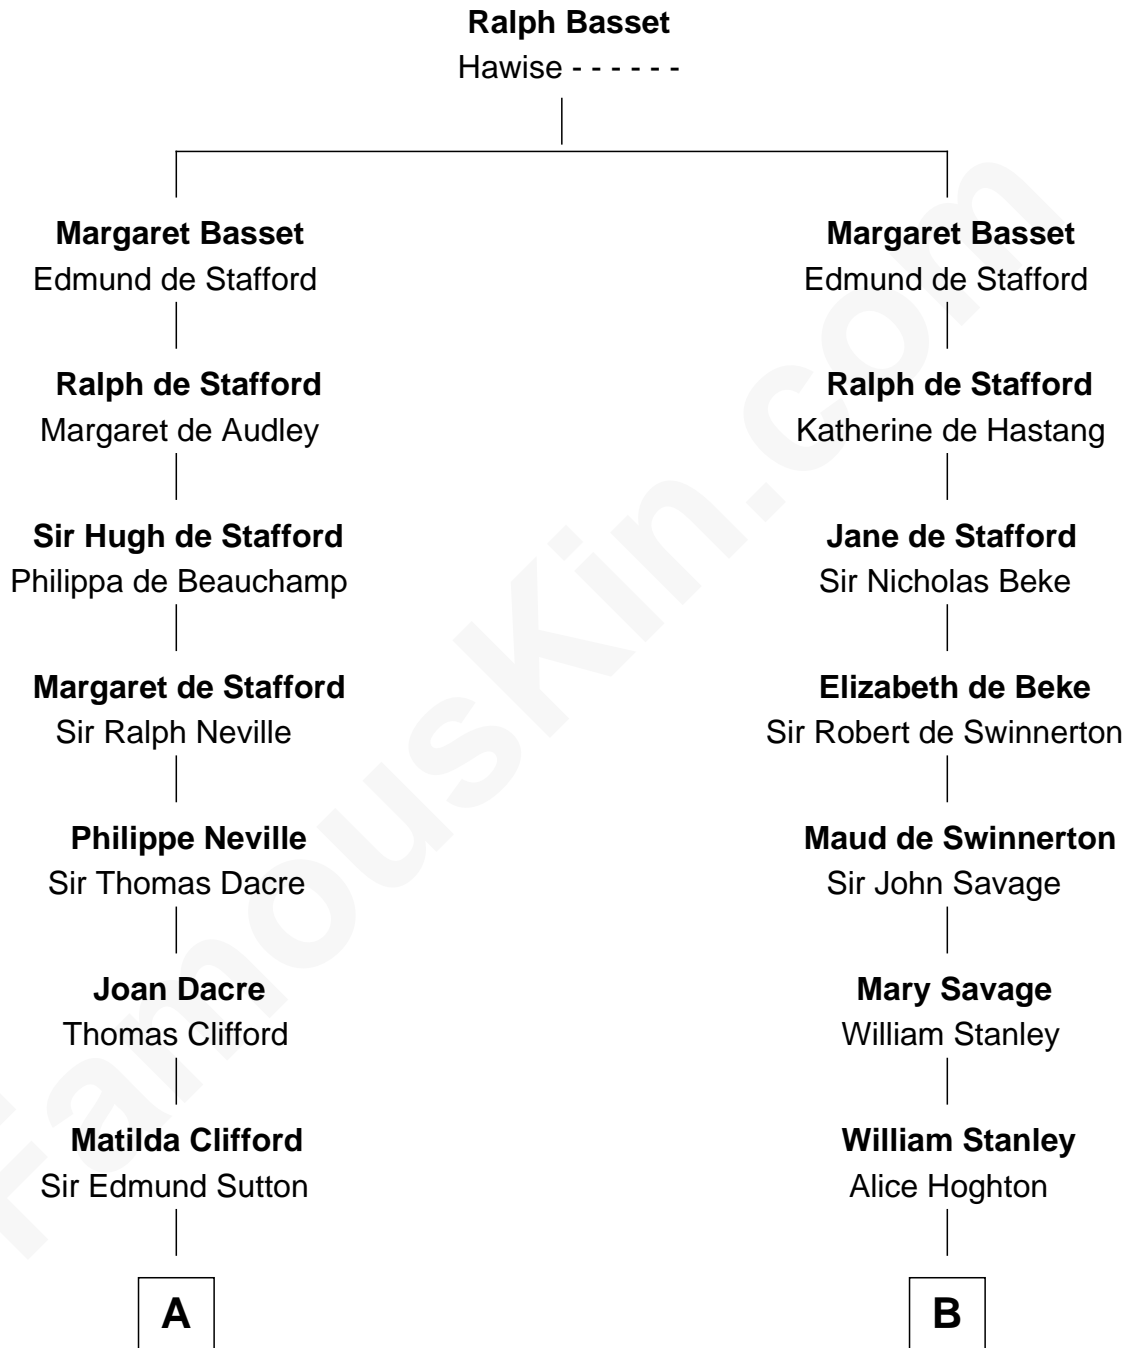 Ralph Basset
Hawise - - - - - -
Margaret Basset
Edmund de Stafford
Ralph de Stafford
Margaret de Audley
Sir Hugh de Stafford
Philippa de Beauchamp
Margaret de Stafford
Sir Ralph Neville
Philippe Neville
Sir Thomas Dacre
Joan Dacre
Thomas Clifford
Matilda Clifford
Sir Edmund Sutton
A
Margaret Basset
Edmund de Stafford
Ralph de Stafford
Katherine de Hastang
Jane de Stafford
Sir Nicholas Beke
Elizabeth de Beke
Sir Robert de Swinnerton
Maud de Swinnerton
Sir John Savage
Mary Savage
William Stanley
William Stanley
Alice Hoghton
B
FamousKin.com